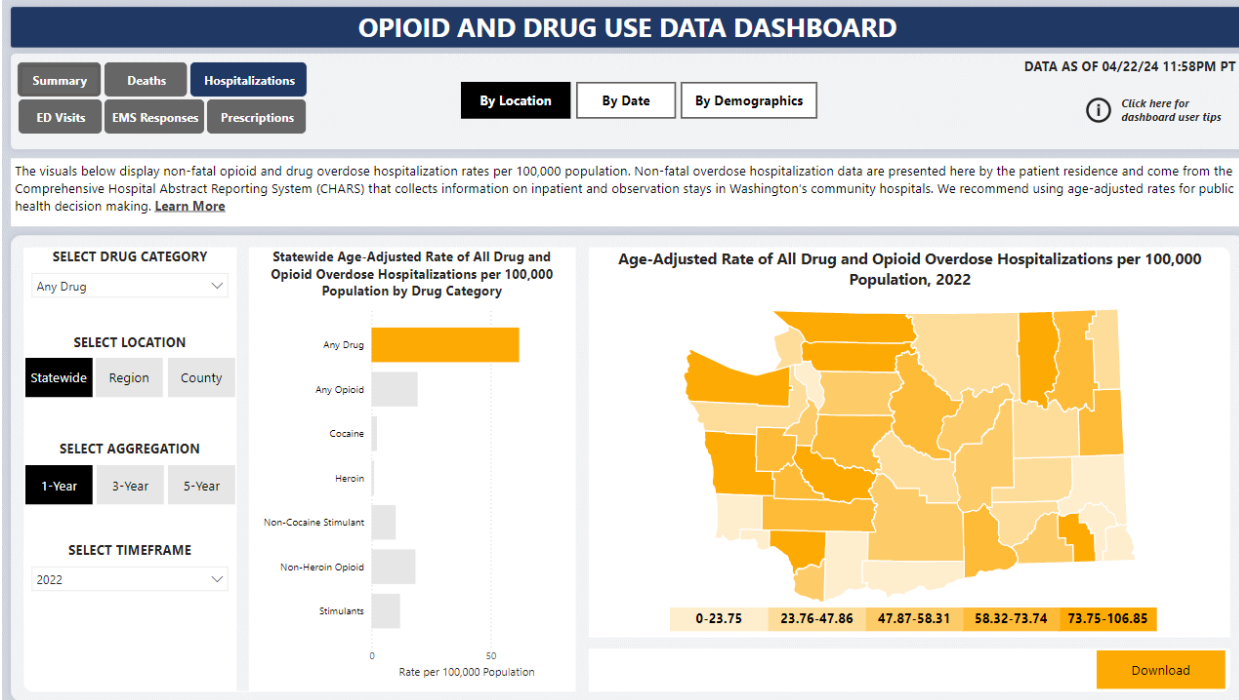 OPIOID AND DRUG USE DATA DASHBOARD
DATA AS OF 04/22/24 11:58PM PT
Summary
Deaths
Hospitalizations
ED Visits
EMS Responses
Prescriptions
By Location
By Date
By Demographics
Click here for
dashboard user tips
The visuals below display non-fatal opioid and drug overdose hospitalization rates per 100,000 population. Non-fatal overdose hospitalization data are presented here by the patient residence and come from the
Comprehensive Hospital Abstract Reporting System (CHARS) that collects information on inpatient and observation stays in Washington's community hospitals. We recommend using age-adjusted rates for public
health decision making. Learn More
SELECT DRUG CATEGORY
Any Drug
SELECT LOCATION
Statewide
Region
County
SELECT AGGREGATION
1-Year
3-Year
5-Year
SELECT TIMEFRAME
2022
Statewide Age-Adjusted Rate of All Drug and
Opioid Overdose Hospitalizations per 100,000
Population by Drug Category
Any Drug
Any Opioid
Cocaine
Heroin
Non-Cocaine Stimulant
Non-Heroin Opioid
Stimulants
0
50
Rate per 100,000 Population
Age-Adjusted Rate of All Drug and Opioid Overdose Hospitalizations per 100,000
Population, 2022
0-23.75
23.76-47.86
47.87-58.31
58.32-73.74
73.75-106.85
Download